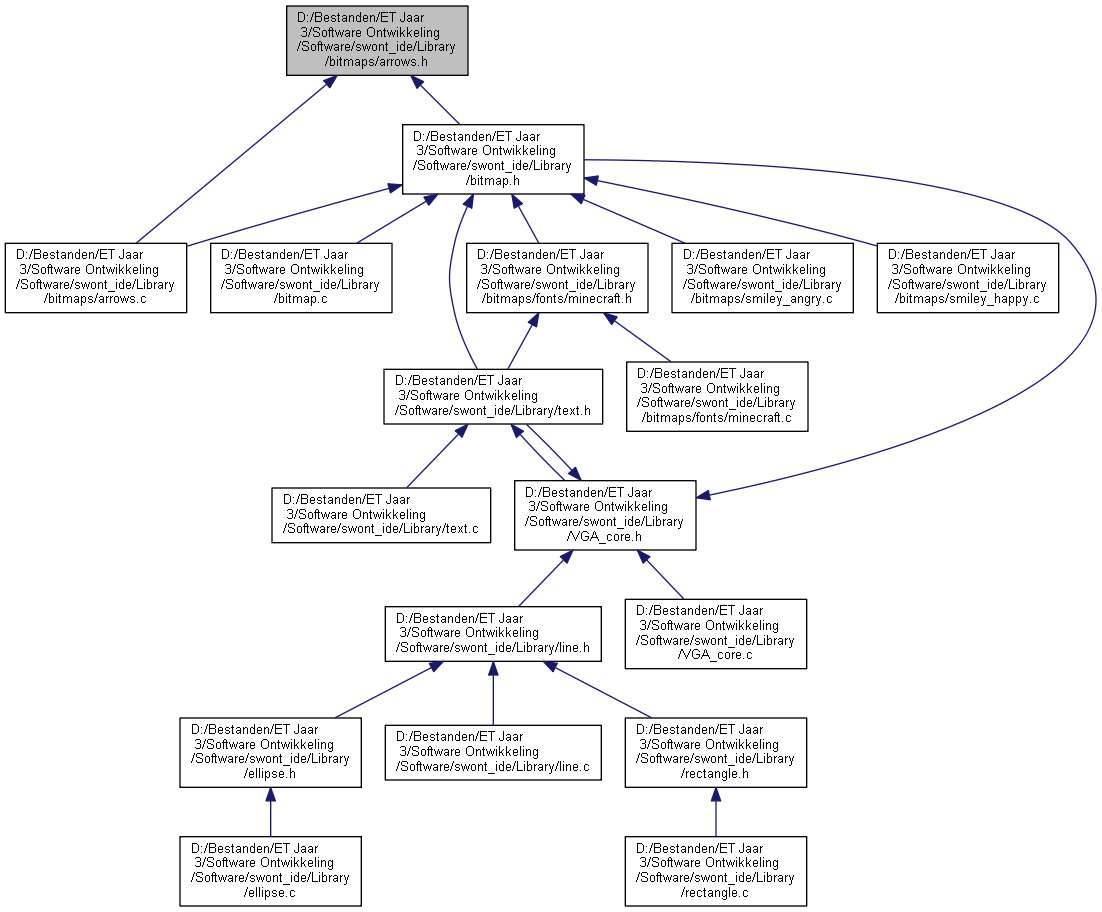 D:/Bestanden/ET Jaar
3/Software Ontwikkeling
/Software/swont_ide/Library
/bitmaps/arrows.h
D:/Bestanden/ET Jaar
3/Software Ontwikkeling
/Software/swont_ide/Library
/bitmap.h
D:/Bestanden/ET Jaar
3/Software Ontwikkeling
/Software/swont_ide/Library
/bitmaps/arrows.c
D:/Bestanden/ET Jaar
3/Software Ontwikkeling
/Software/swont_ide/Library
/bitmap.c
D:/Bestanden/ET Jaar
3/Software Ontwikkeling
/Software/swont_ide/Library
/bitmaps/fonts/minecraft.h
D:/Bestanden/ET Jaar
3/Software Ontwikkeling
/Software/swont_ide/Library
/bitmaps/smiley_angry.c
D:/Bestanden/ET Jaar
3/Software Ontwikkeling
/Software/swont_ide/Library
/bitmaps/smiley_happy.c
D:/Bestanden/ET Jaar
3/Software Ontwikkeling
/Software/swont_ide/Library/text.h
D:/Bestanden/ET Jaar
3/Software Ontwikkeling
/Software/swont_ide/Library
/bitmaps/fonts/minecraft.c
D:/Bestanden/ET Jaar
3/Software Ontwikkeling
/Software/swont_ide/Library/text.c
D:/Bestanden/ET Jaar
3/Software Ontwikkeling
/Software/swont_ide/Library
/VGA_core.h
D:/Bestanden/ET Jaar
3/Software Ontwikkeling
/Software/swont_ide/Library/line.h
D:/Bestanden/ET Jaar
3/Software Ontwikkeling
/Software/swont_ide/Library
/VGA_core.c
D:/Bestanden/ET Jaar
3/Software Ontwikkeling
/Software/swont_ide/Library
/ellipse.h
D:/Bestanden/ET Jaar
3/Software Ontwikkeling
/Software/swont_ide/Library/line.c
D:/Bestanden/ET Jaar
3/Software Ontwikkeling
/Software/swont_ide/Library
/rectangle.h
D:/Bestanden/ET Jaar
3/Software Ontwikkeling
/Software/swont_ide/Library
/ellipse.c
D:/Bestanden/ET Jaar
3/Software Ontwikkeling
/Software/swont_ide/Library
/rectangle.c